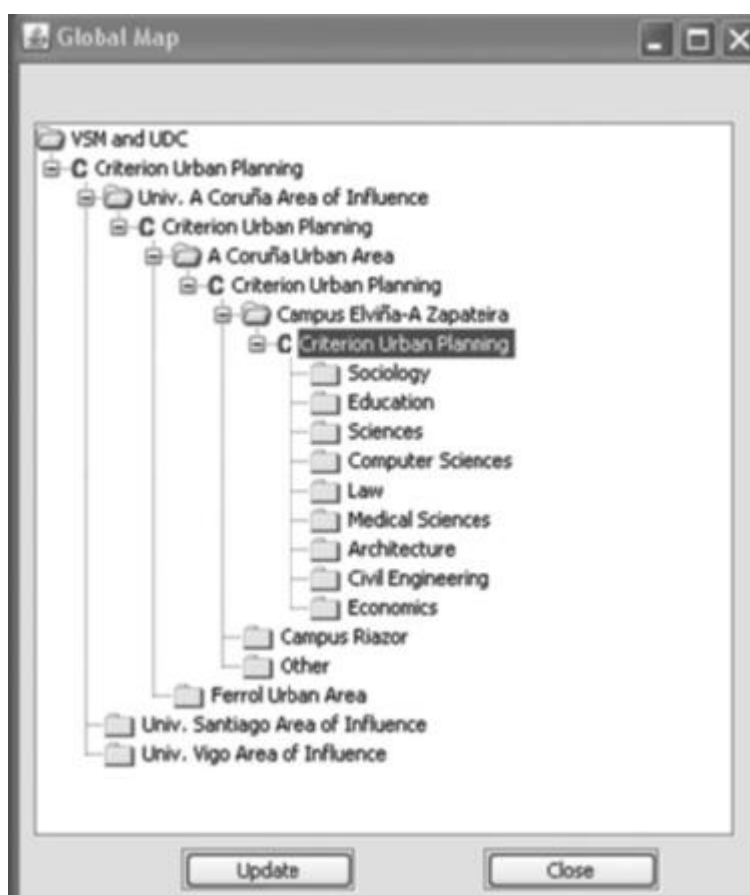 Global Map
VSM and UDC
C Criterion Urban Planning
Univ. A Coruña Area of Influence
C Criterion Urban Planning
A Coruña Urban Area
C Criterion Urban Planning
Campus Elviña-A Zapateira
C Criterion Urban Planning
Sociology
Education
Sciences
Computer Sciences
Law
Medical Sciences
Architecture
Civil Engineering
Economics
Campus Riazor
Other
Ferrol Urban Area
Univ. Santiago Area of Influence
Univ. Vigo Area of Influence
Update Close